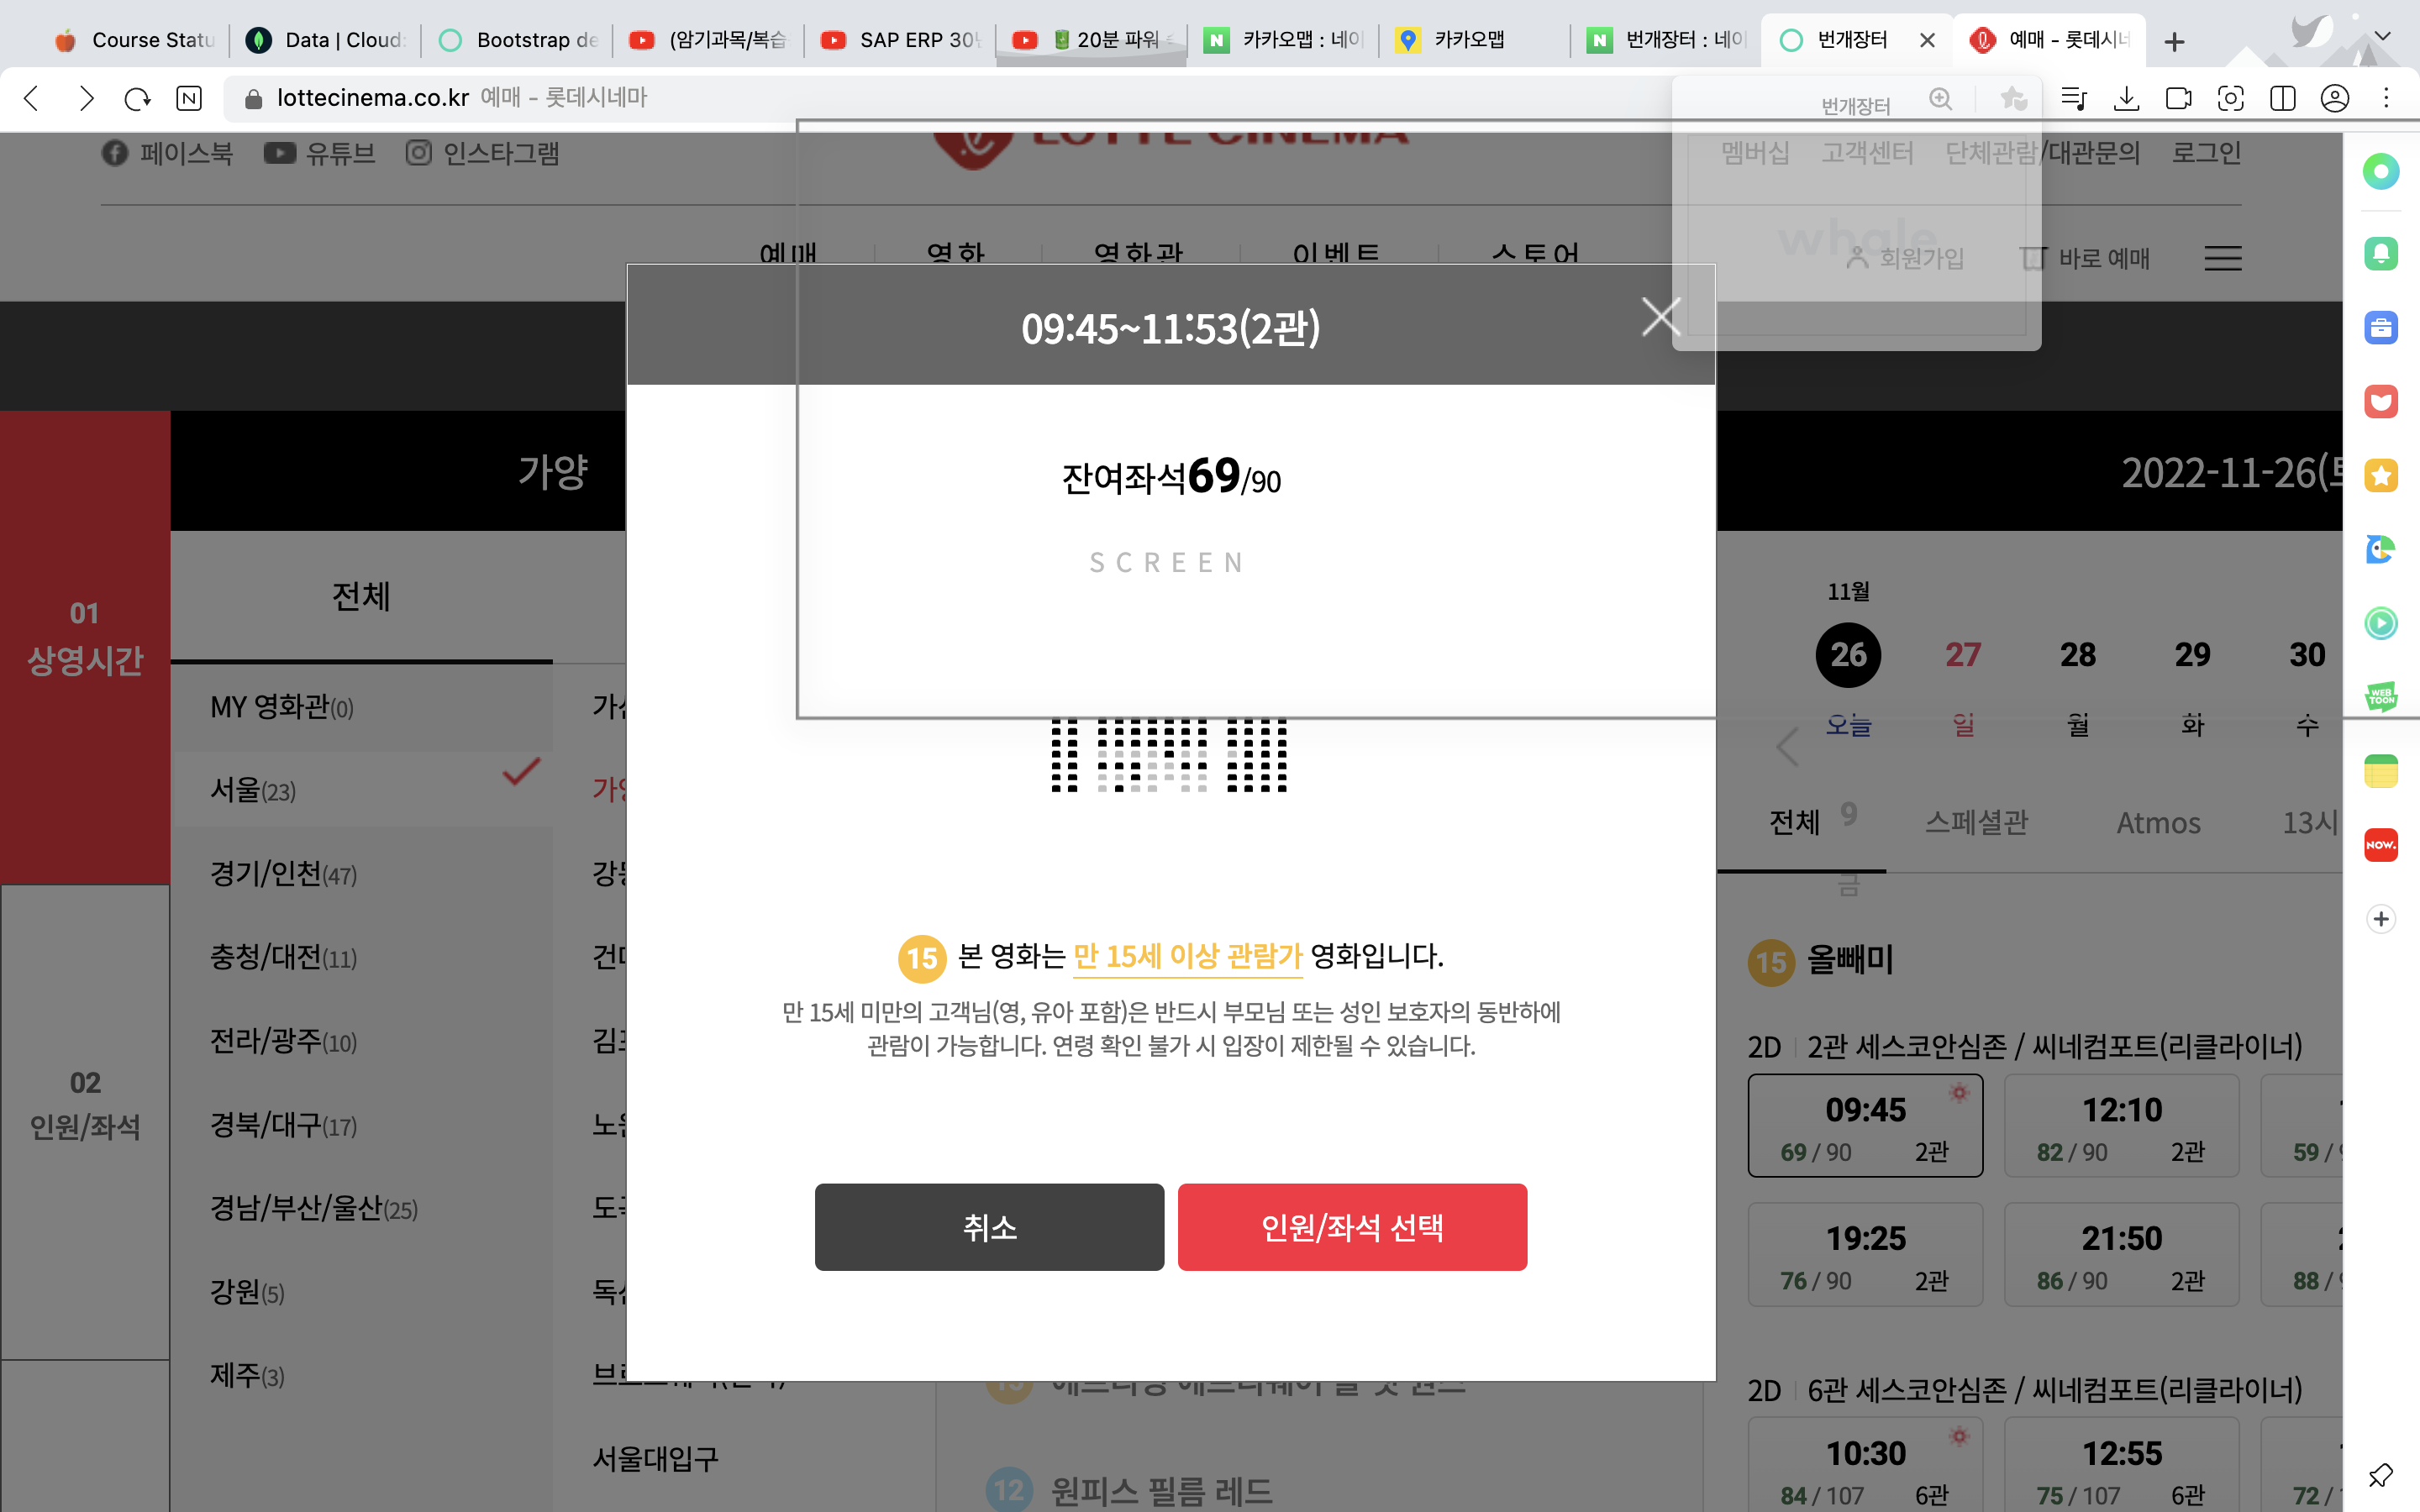 Course Statu
Data | Cloud:
Bootstrap de
(암기과목/복습
SAP ERP 30년
20분 파워
카카오맵 : 네이
카카오맵
번개장터 : 네이
번개장터
예매 - 롯데시네
lottecinema.co.kr 예매 - 롯데시네마
번개장터
페이스북
유튜브
인스타그램
LOTTE CINEMA
멤버십
고객센터
단체관람/대관문의
로그인
예매
영화
영화관
이벤트
스토어
whale
회원가입
바로 예매
09:45~11:53(2관)
가양
2022-11-26(토
잔여좌석69/90
SCREEN
01
상영시간
전체
MY 영화관(0)
서울(23)
경기/인천(47)
충청/대전(11)
전라/광주(10)
경북/대구(17)
경남/부산/울산(25)
강원(5)
제주(3)
02
인원/좌석
서울대입구
15 본 영화는 만 15세 이상 관람가 영화입니다.
만 15세 미만의 고객님(영, 유아 포함)은 반드시 부모님 또는 성인 보호자의 동반하에
관람이 가능합니다. 연령 확인 불가 시 입장이 제한될 수 있습니다.
취소
인원/좌석 선택
12 원피스 필름 레드
11월
26 27 28 29 30
오늘 일 월 화 수
9
금
전체
스페셜관
Atmos
13시
15 올빼미
2D 2관 세스코안심존 / 씨네컴포트(리클라이너)
09:45
69 / 90 2관
12:10
82 / 90 2관
59 /
19:25
76 / 90 2관
21:50
86 / 90 2관
88 /
2D 6관 세스코안심존 / 씨네컴포트(리클라이너)
10:30
84 / 107 6관
12:55
75 / 107 6관
72 /
WEB
TOON
NOW.